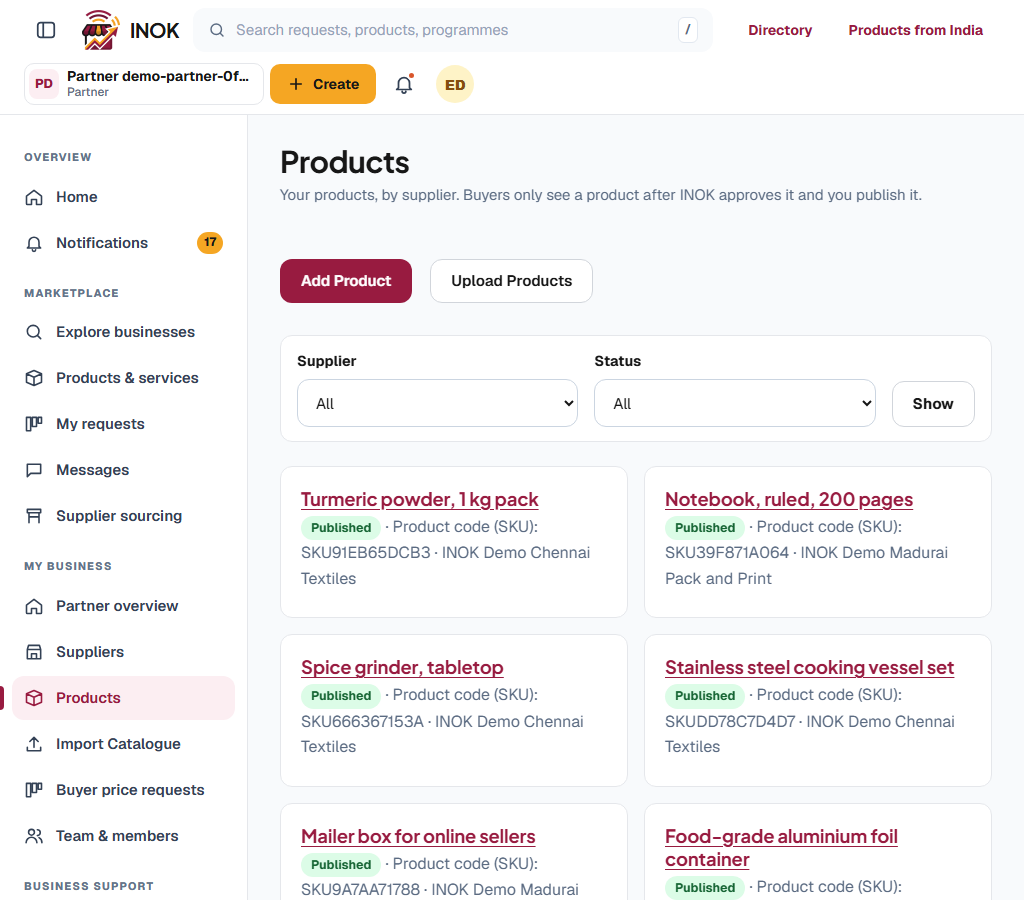 INOK
Search requests, products, programmes
/
Directory
Products from India
PD
Partner demo-partner-0f...
Partner
+ Create
ED
OVERVIEW
Home
Notifications
17
MARKETPLACE
Explore businesses
Products & services
My requests
Messages
Supplier sourcing
MY BUSINESS
Partner overview
Suppliers
Products
Import Catalogue
Buyer price requests
Team & members
BUSINESS SUPPORT
Products
Your products, by supplier. Buyers only see a product after INOK approves it and you publish it.
Add Product
Upload Products
Supplier
Status
All
All
Show
Turmeric powder, 1 kg pack
Published · Product code (SKU):
SKU91EB65DCB3 · INOK Demo Chennai
Textiles
Notebook, ruled, 200 pages
Published · Product code (SKU):
SKU39F871A064 · INOK Demo Madurai
Pack and Print
Spice grinder, tabletop
Published · Product code (SKU):
SKU666367153A · INOK Demo Chennai
Textiles
Stainless steel cooking vessel set
Published · Product code (SKU):
SKUDD78C7D4D7 · INOK Demo Chennai
Textiles
Mailer box for online sellers
Published · Product code (SKU):
SKU9A7AA71788 · INOK Demo Madurai
Food-grade aluminium foil
container
Published · Product code (SKU):